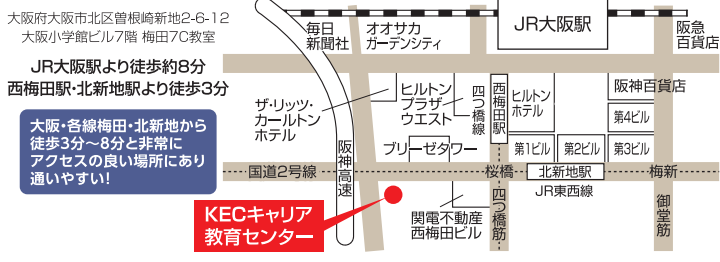 大阪府大阪市北区曽根崎新地2-6-12
大阪小学館ビル7階 梅田7C教室
JR大阪駅より徒歩約8分
西梅田駅・北新地駅より徒歩3分
大阪・各線梅田・北新地から
徒歩3分～8分と非常に
アクセスの良い場所にあり
通いやすい!
毎日
新聞社
オオサカ
ガーデンシティ
JR大阪駅
阪急
百貨店
ザ・リッツ・
カールトン
ホテル
ヒルトン
プラザ
ウエスト
四つ橋線
西梅田駅
ヒルトン
ホテル
阪神百貨店
第4ビル
ブリーゼタワー
第1ビル
第2ビル
第3ビル
国道2号線
阪神高速
桜橋
北新地駅
梅新
JR東西線
KECキャリア
教育センター
関電不動産
西梅田ビル
四つ橋筋
御堂筋